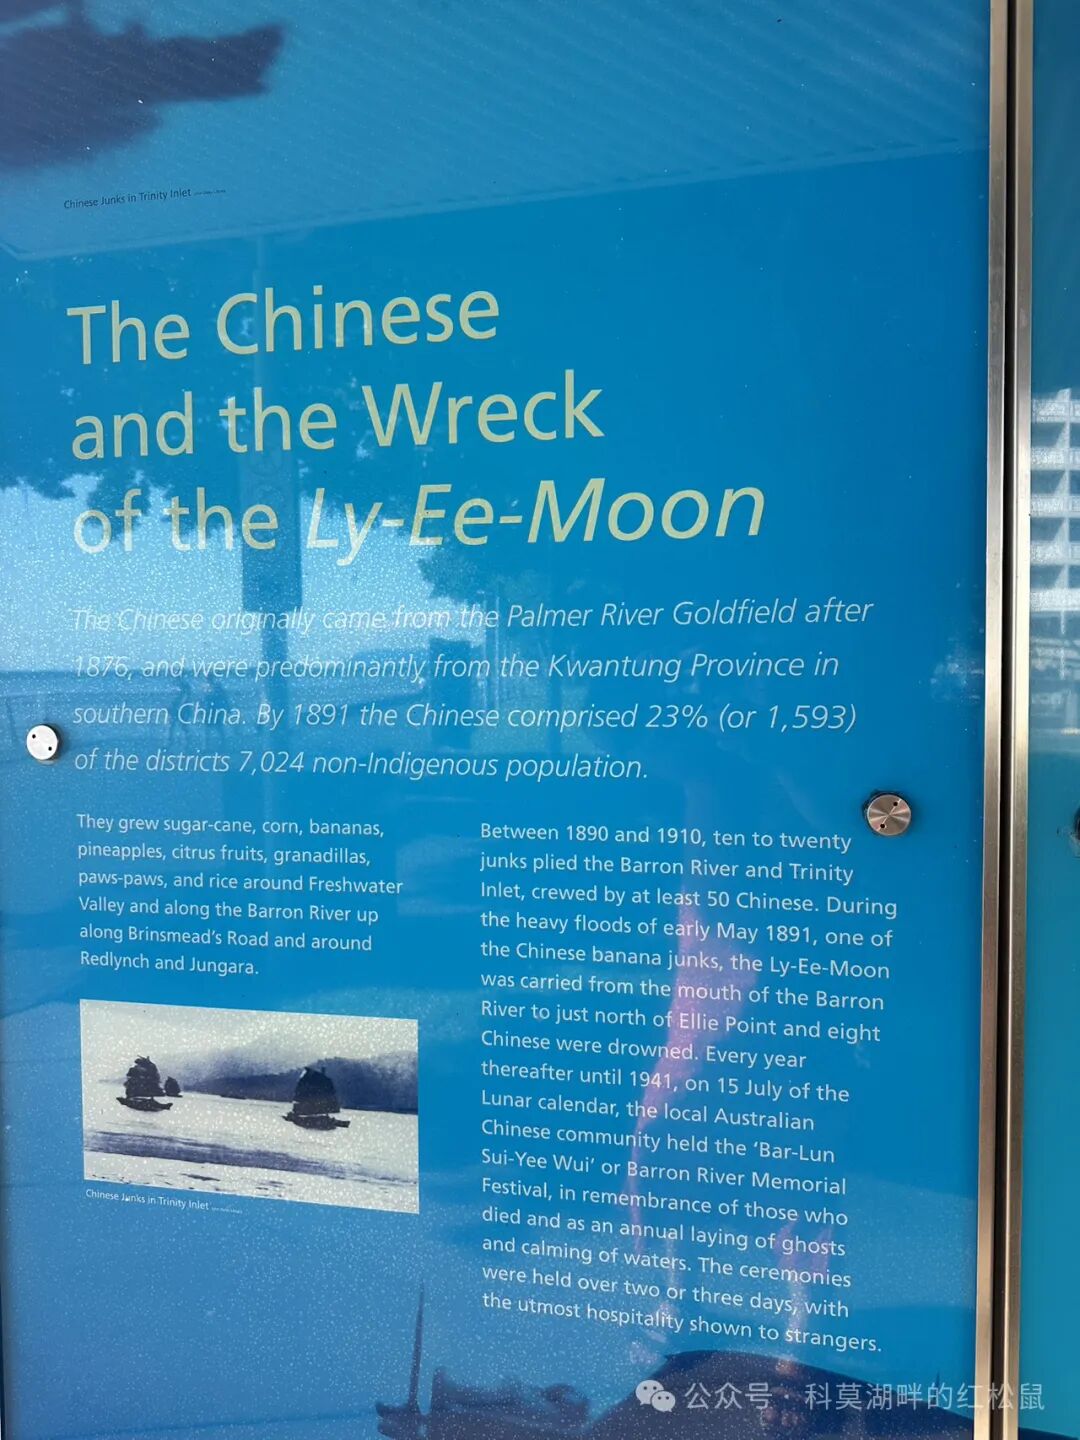 Chinese Junks in Trinity Inlet
The Chinese
and the Wreck
of the Ly-Ee-Moon
The Chinese originally came from the Palmer River Goldfield after
1876, and were predominantly from the Kwantung Province in
southern China. By 1891 the Chinese comprised 23% (or 1,593)
of the districts 7,024 non-Indigenous population.
They grew sugar-cane, corn, bananas,
pineapples, citrus fruits, granadillas,
paws-paws, and rice around Freshwater
Valley and along the Barron River up
along Brinsmead's Road and around
Redlynch and Jungara.
Chinese Junks in Trinity Inlet
Between 1890 and 1910, ten to twenty
junks plied the Barron River and Trinity
Inlet, crewed by at least 50 Chinese. During
the heavy floods of early May 1891, one of
the Chinese banana junks, the Ly-Ee-Moon
was carried from the mouth of the Barron
River to just north of Ellie Point and eight
Chinese were drowned. Every year
thereafter until 1941, on 15 July of the
Lunar calendar, the local Australian
Chinese community held the ‘Bar-Lun
Sui-Yee Wui’ or Barron River Memorial
Festival, in remembrance of those who
died and as an annual laying of ghosts
and calming of waters. The ceremonies
were held over two or three days, with
the utmost hospitality shown to strangers.
公众号·科莫湖畔的红松鼠